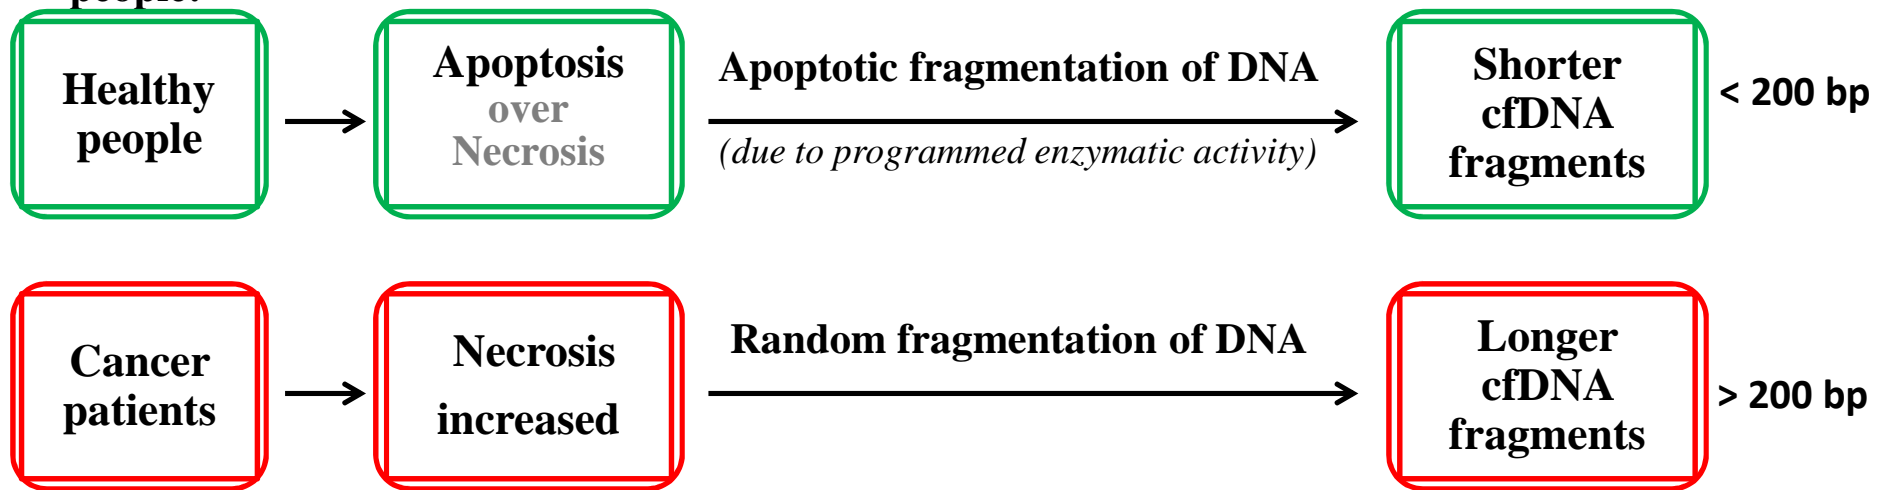 people.
Healthy
people
Apoptosis
over
Necrosis
Apoptotic fragmentation of DNA
(due to programmed enzymatic activity)
Shorter
cfDNA
fragments
< 200 bp
Cancer
patients
Necrosis
increased
Random fragmentation of DNA
Longer
cfDNA
fragments
> 200 bp